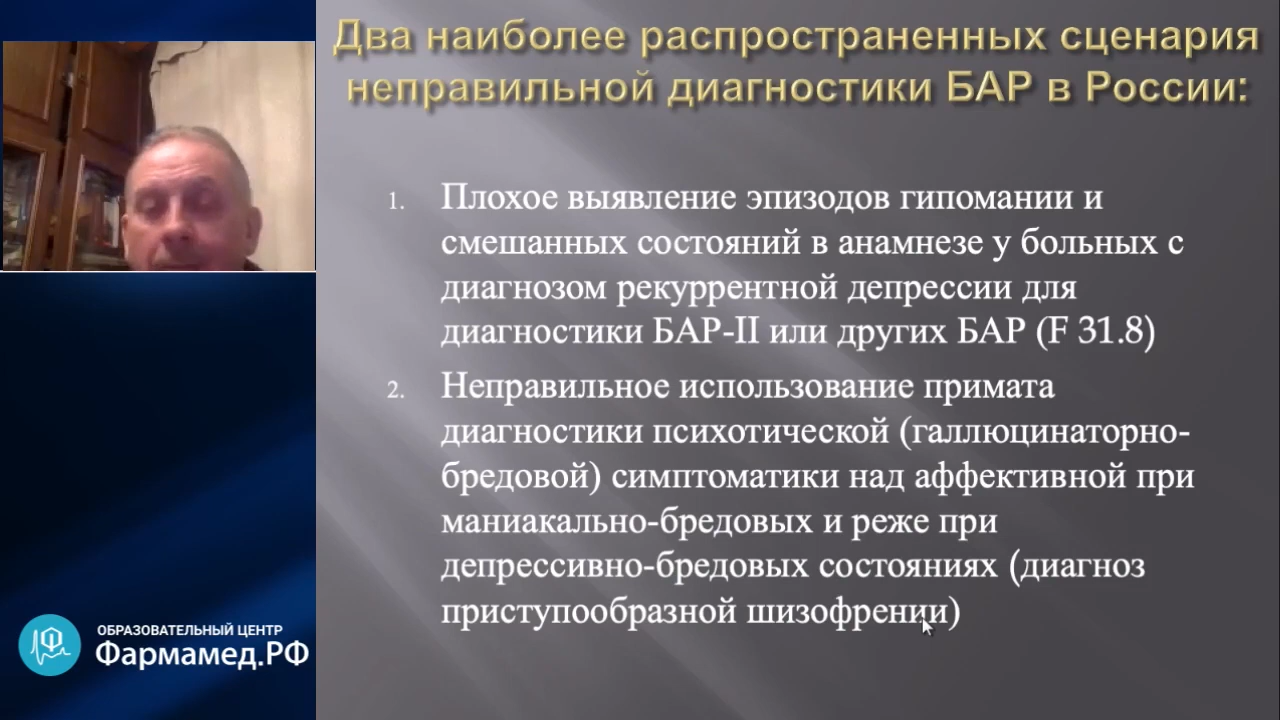 Два наиболее распространенных сценария
неправильной диагностики БАР в России:
1. Плохое выявление эпизодов гипомании и
смешанных состояний в анамнезе у больных с
диагнозом рекуррентной депрессии для
диагностики БАР-II или других БАР (F 31.8)
2. Неправильное использование примата
диагностики психотической (галлюцинаторно-
бредовой) симптоматики над аффективной при
маниакально-бредовых и реже при
депрессивно-бредовых состояниях (диагноз
приступообразной шизофрении)
ОБРАЗОВАТЕЛЬНЫЙ ЦЕНТР
Фармамед.РФ